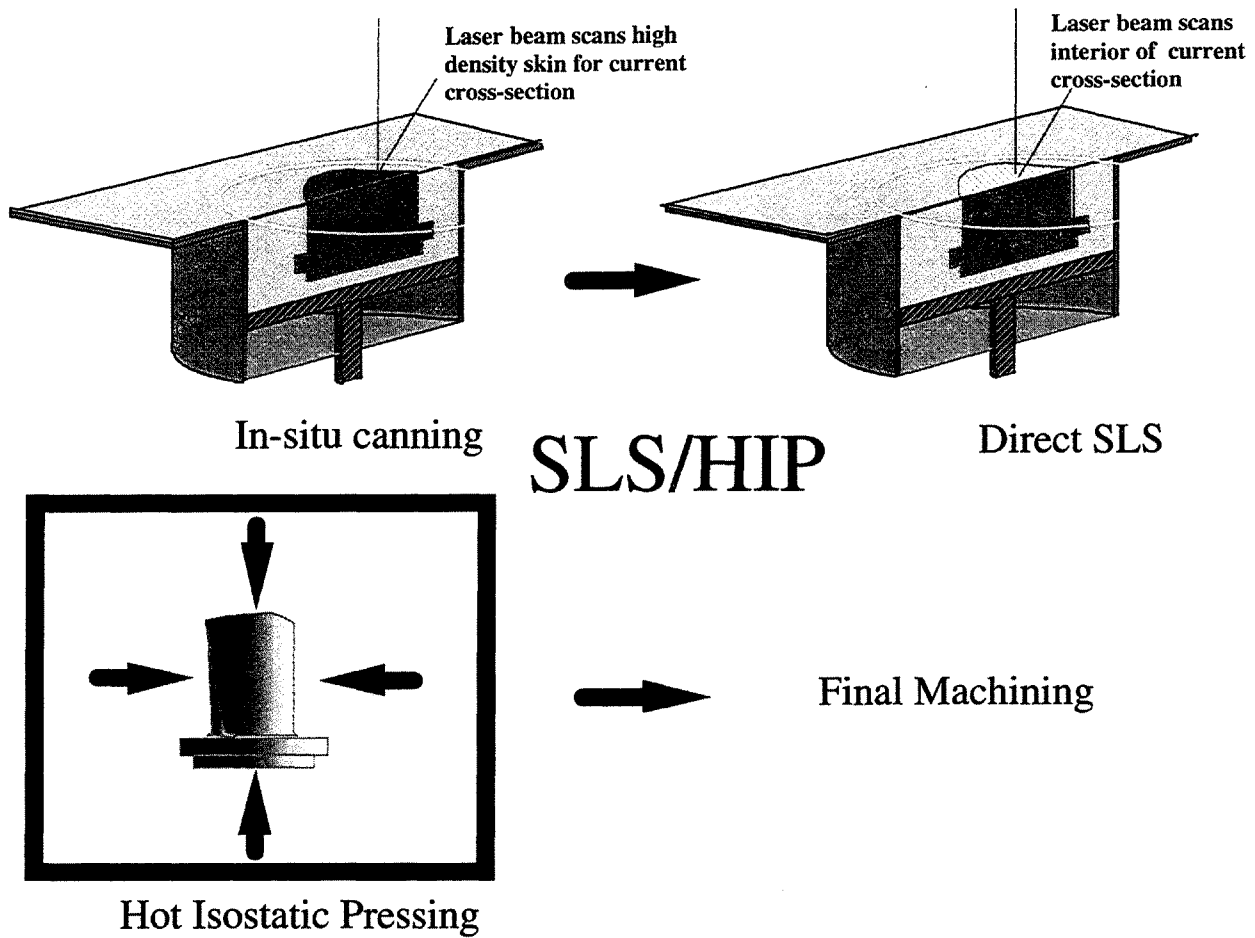 Laser beam scans high
density skin for current
cross-section
Laser beam scans
interior of current
cross-section
In-situ canning
SLS/HIP
Direct SLS
Final Machining
Hot Isostatic Pressing